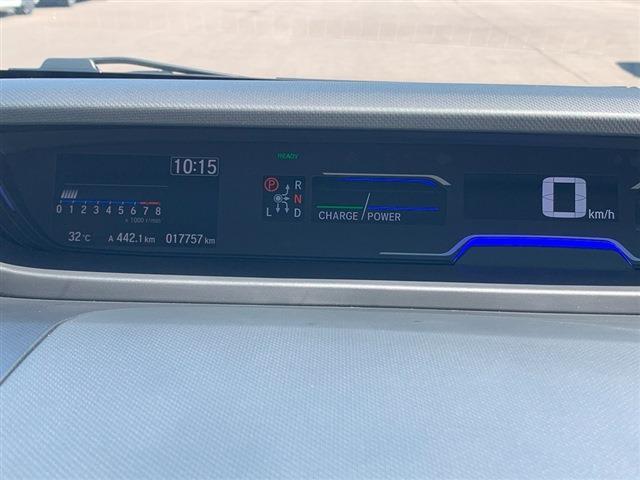 READY
10:15
0 1 2 3 4 5 6 7 8
x 1000 r/min
32°C A 442.1 km 017757 km
P R
N
L D
CHARGE POWER
0 km/h